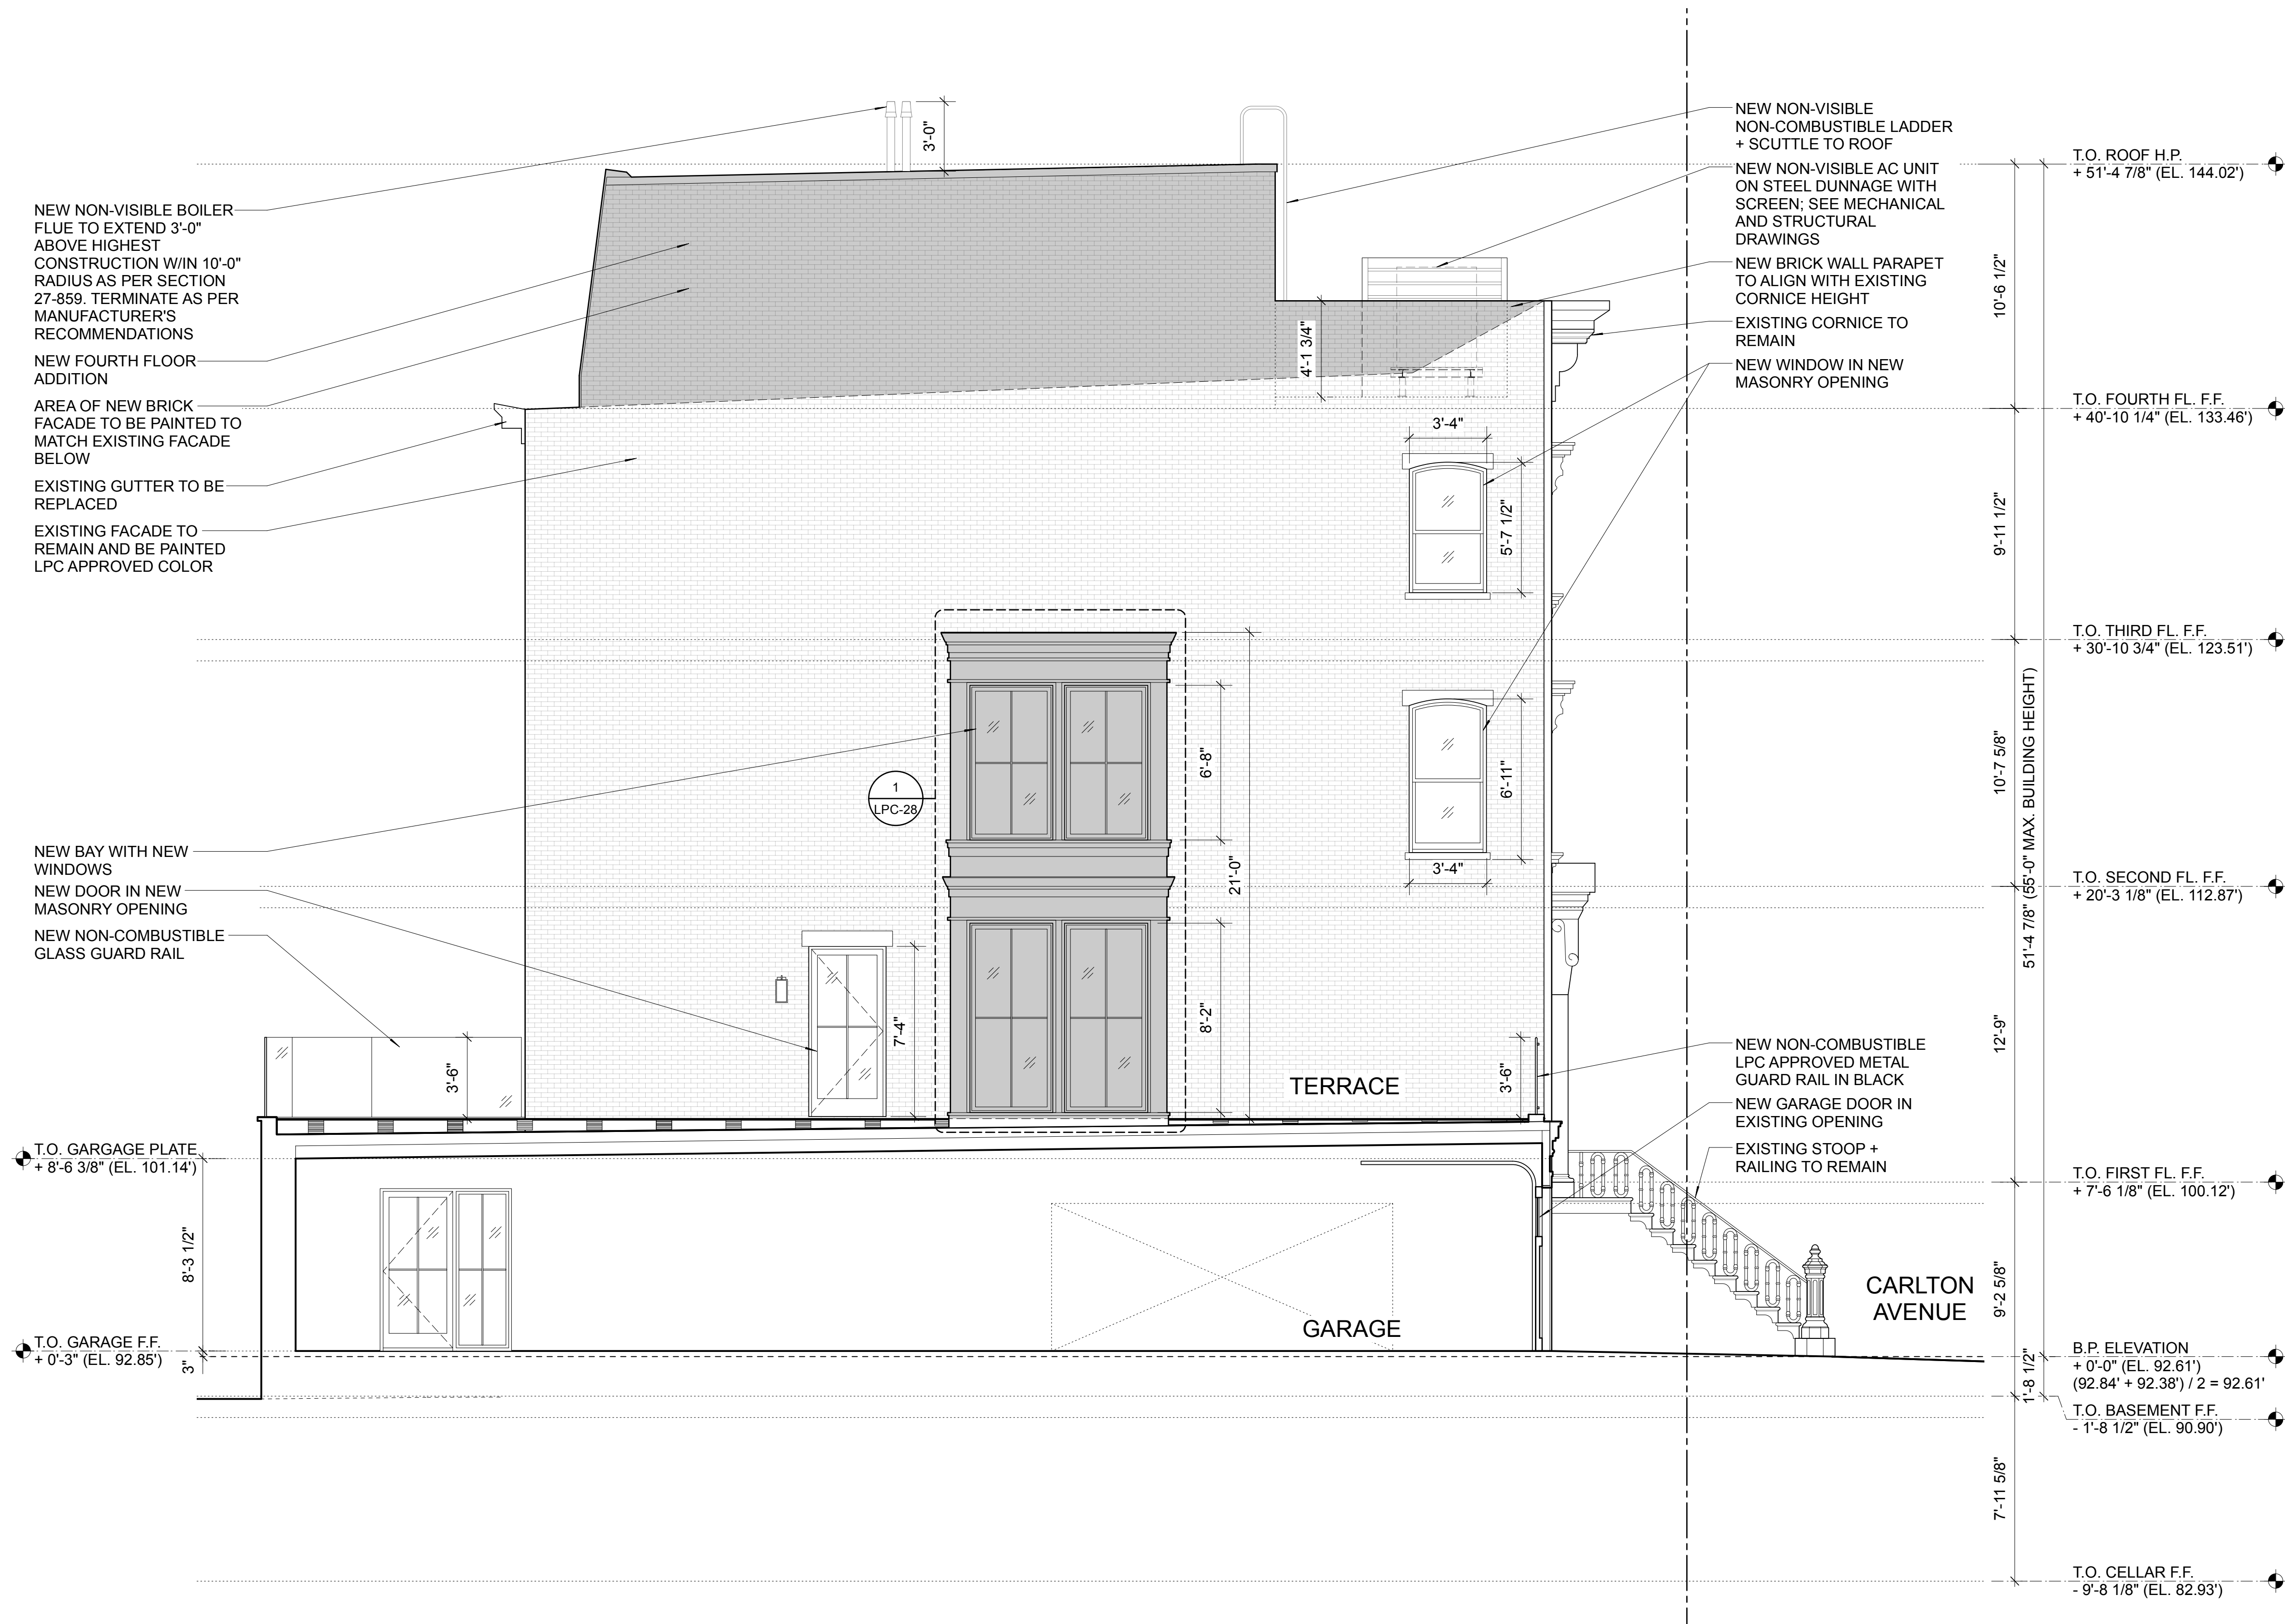 NEW NON-VISIBLE BOILER
FLUE TO EXTEND 3'-0"
ABOVE HIGHEST
CONSTRUCTION W/IN 10'-0"
RADIUS AS PER SECTION
27-859. TERMINATE AS PER
MANUFACTURER'S
RECOMMENDATIONS
NEW FOURTH FLOOR
ADDITION
AREA OF NEW BRICK
FACADE TO BE PAINTED TO
MATCH EXISTING FACADE
BELOW
EXISTING GUTTER TO BE
REPLACED
EXISTING FACADE TO
REMAIN AND BE PAINTED
LPC APPROVED COLOR
NEW BAY WITH NEW
WINDOWS
NEW DOOR IN NEW
MASONRY OPENING
NEW NON-COMBUSTIBLE
GLASS GUARD RAIL
T.O. GARGAGE PLATE
+ 8'-6 3/8" (EL. 101.14')
8'-3 1/2"
T.O. GARAGE F.F.
+ 0'-3" (EL. 92.85')
3"
3'-0"
4'-1 3/4"
3'-4"
5'-7 1/2"
6'-8"
6'-11"
3'-4"
21'-0"
1
LPC-28
8'-2"
7'-4"
3'-6"
3'-6"
TERRACE
GARAGE
NEW NON-VISIBLE
NON-COMBUSTIBLE LADDER
+ SCUTTLE TO ROOF
NEW NON-VISIBLE AC UNIT
ON STEEL DUNNAGE WITH
SCREEN; SEE MECHANICAL
AND STRUCTURAL
DRAWINGS
NEW BRICK WALL PARAPET
TO ALIGN WITH EXISTING
CORNICE HEIGHT
EXISTING CORNICE TO
REMAIN
NEW WINDOW IN NEW
MASONRY OPENING
NEW NON-COMBUSTIBLE
LPC APPROVED METAL
GUARD RAIL IN BLACK
NEW GARAGE DOOR IN
EXISTING OPENING
EXISTING STOOP +
RAILING TO REMAIN
CARLTON
AVENUE
10'-6 1/2"
9'-11 1/2"
10'-7 5/8"
12'-9"
9'-2 5/8"
1'-8 1/2"
7'-11 5/8"
51'-4 7/8" (55'-0" MAX. BUILDING HEIGHT)
T.O. ROOF H.P.
+ 51'-4 7/8" (EL. 144.02')
T.O. FOURTH FL. F.F.
+ 40'-10 1/4" (EL. 133.46')
T.O. THIRD FL. F.F.
+ 30'-10 3/4" (EL. 123.51')
T.O. SECOND FL. F.F.
+ 20'-3 1/8" (EL. 112.87')
T.O. FIRST FL. F.F.
+ 7'-6 1/8" (EL. 100.12')
B.P. ELEVATION
+ 0'-0" (EL. 92.61')
(92.84' + 92.38') / 2 = 92.61'
T.O. BASEMENT F.F.
- 1'-8 1/2" (EL. 90.90')
T.O. CELLAR F.F.
- 9'-8 1/8" (EL. 82.93')